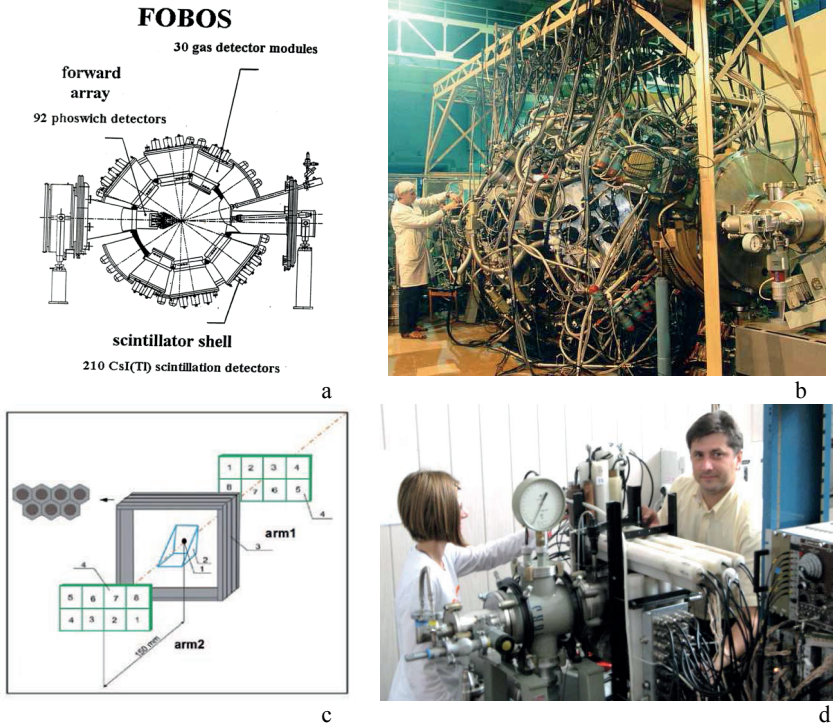 FOBOS
30 gas detector modules
forward
array
92 phoswich detectors
scintillator shell
210 CsI(Tl) scintillation detectors
a
b
1 2 3 4
8 7 6 5
4
arm1
3
2
1
4
5 6 7 8
4 3 2 1
150 mm
arm2
c
d